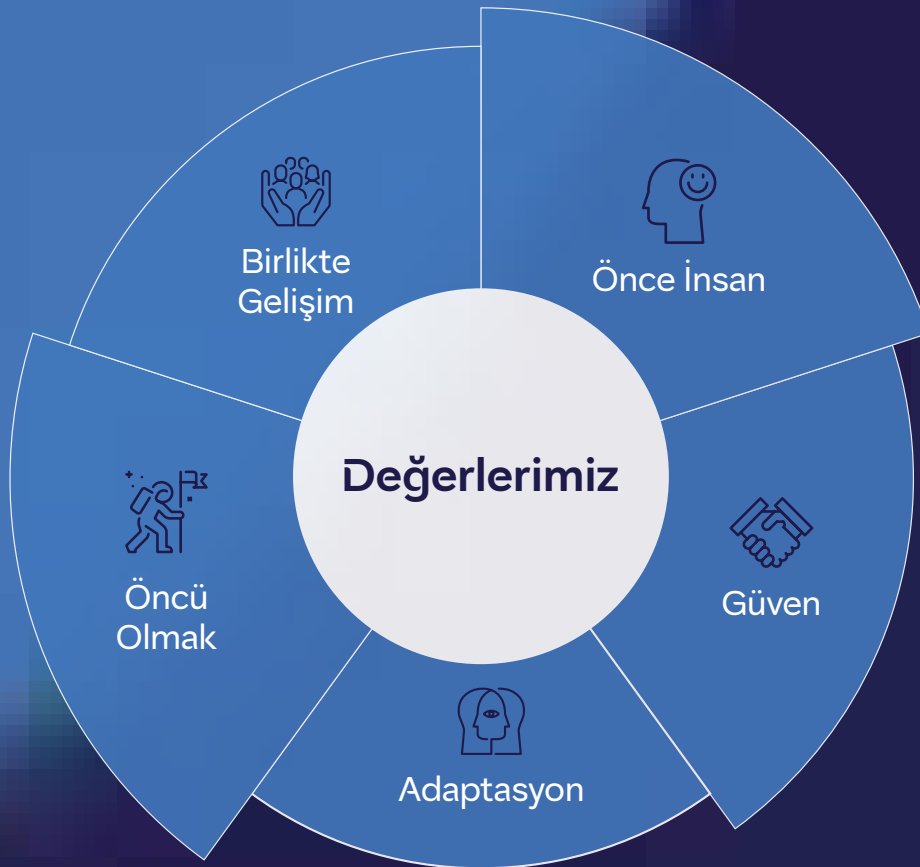 Birlikte
Gelişim
Önce İnsan
Değerlerimiz
Öncü
Olmak
Güven
Adaptasyon